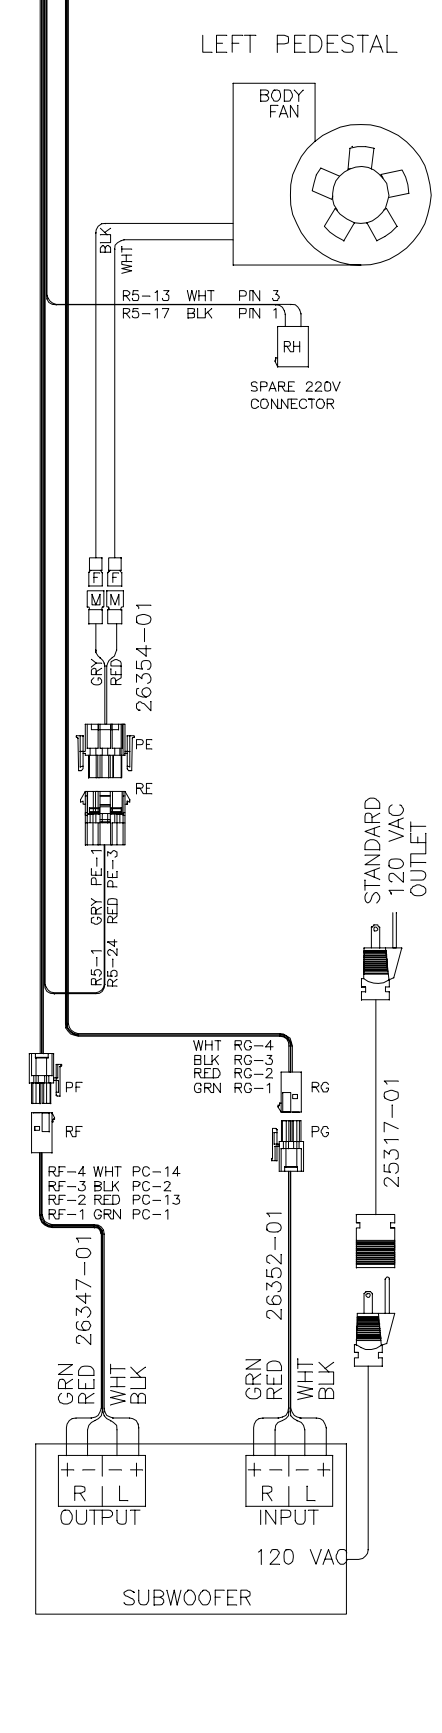 LEFT PEDESTAL
BODY
FAN
BLK
WHT
R5-13 WHT PIN 3
R5-17 BLK PIN 1
RH
SPARE 220V
CONNECTOR
F F
M M
GRY
RED
26354-01
PE
RE
R5-1 GRY PE-1
R5-24 RED PE-3
STANDARD
120 VAC
OUTLET
WHT RG-4
BLK RG-3
RED RG-2
GRN RG-1
PF
RG
RF
PG
25317-01
RF-4 WHT PC-14
RF-3 BLK PC-2
RF-2 RED PC-13
RF-1 GRN PC-1
26347-01
26352-01
GRN
RED
WHT
BLK
GRN
RED
WHT
BLK
+ - - +
R L
OUTPUT
+ - - +
R L
INPUT
120 VAC
SUBWOOFER